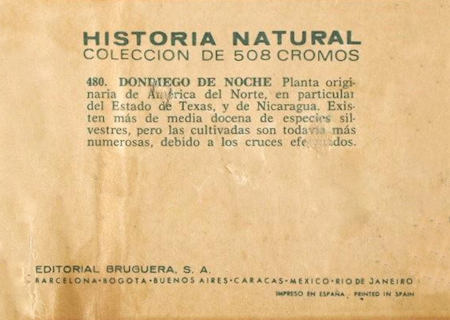 HISTORIA NATURAL
COLECCION DE 508 CROMOS
480. DONDIEGO DE NOCHE Planta origi-
naria de América del Norte, en particular
del Estado de Texas, y de Nicaragua. Exis-
ten más de media docena de especies sil-
vestres, pero las cultivadas son todavía más
numerosas, debido a los cruces efectuados.
EDITORIAL BRUGUERA, S. A.
BARCELONA•BOGOTA•BUENOS AIRES•CARACAS•MEXICO•RIO DE JANEIRO
IMPRESO EN ESPAÑA. PRINTED IN SPAIN